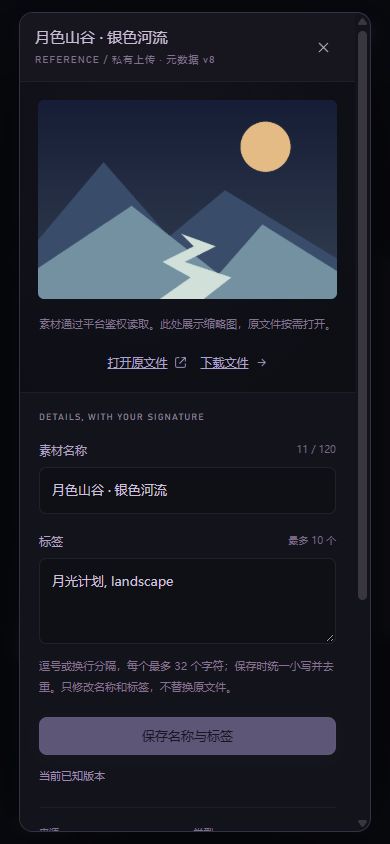 月色山谷 · 银色河流
REFERENCE / 私有上传 · 元数据 v8
素材通过平台鉴权读取。此处展示缩略图，原文件按需打开。
打开原文件 下载文件 →
DETAILS, WITH YOUR SIGNATURE
素材名称 11 / 120
月色山谷 · 银色河流
标签 最多 10 个
月光计划, landscape
逗号或换行分隔，每个最多 32 个字符；保存时统一小写并去
重。只修改名称和标签，不替换原文件。
保存名称与标签
当前已知版本